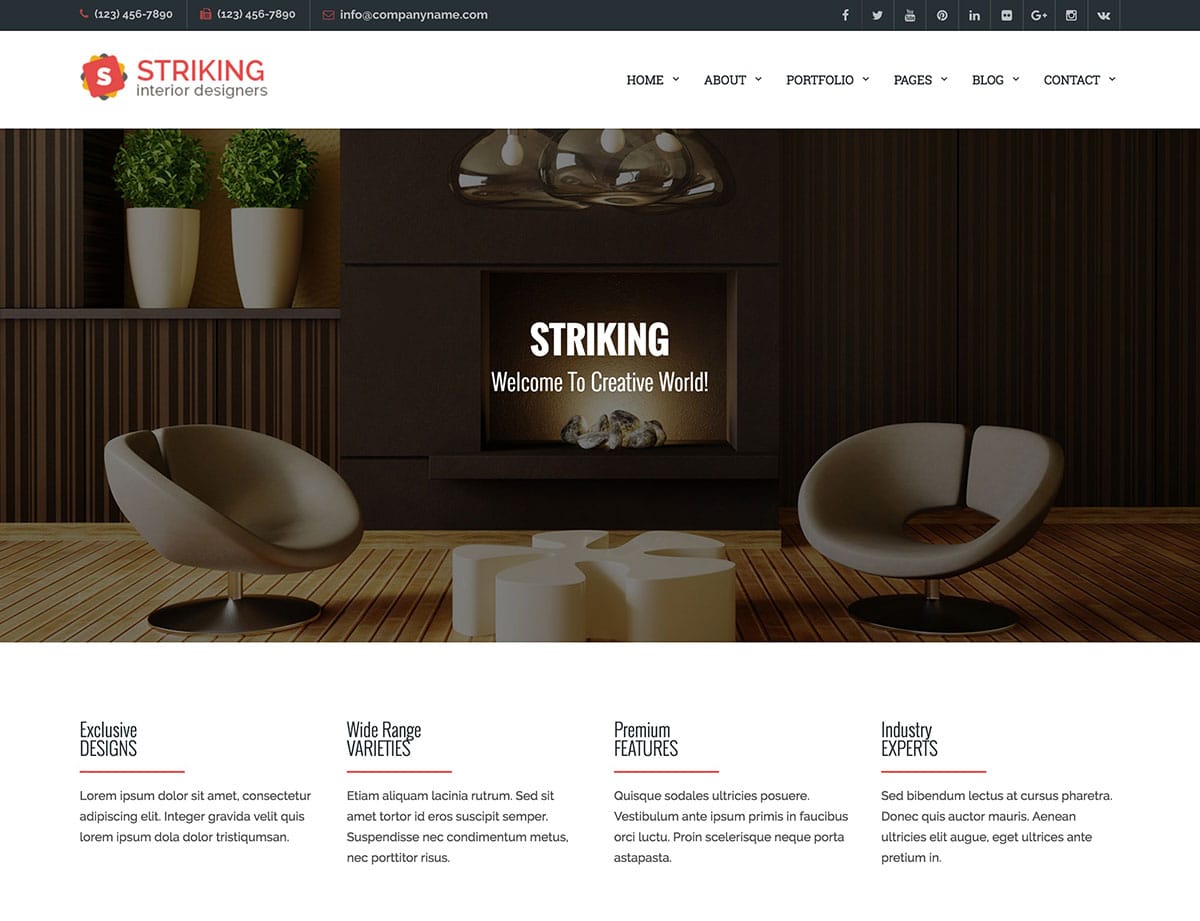 (123) 456-7890 (123) 456-7890 info@companyname.com
S
STRIKING
interior designers
HOME ABOUT PORTFOLIO PAGES BLOG CONTACT
STRIKING
Welcome To Creative World!
Exclusive
DESIGNS
Lorem ipsum dolor sit amet, consectetur
adipiscing elit. Integer gravida velit quis
lorem ipsum dola dolor tristiqumsan.
Wide Range
VARIETIES
Etiam aliquam lacinia rutrum. Sed sit
amet tortor id eros suscipit semper.
Suspendisse nec condimentum metus,
nec porttitor risus.
Premium
FEATURES
Quisque sodales ultricies posuere.
Vestibulum ante ipsum primis in faucibus
orci luctu. Proin scelerisque neque porta
astapasta.
Industry
EXPERTS
Sed bibendum lectus at cursus pharetra.
Donec quis auctor mauris. Aenean
ultricies elit augue, eget ultrices ante
pretium in.